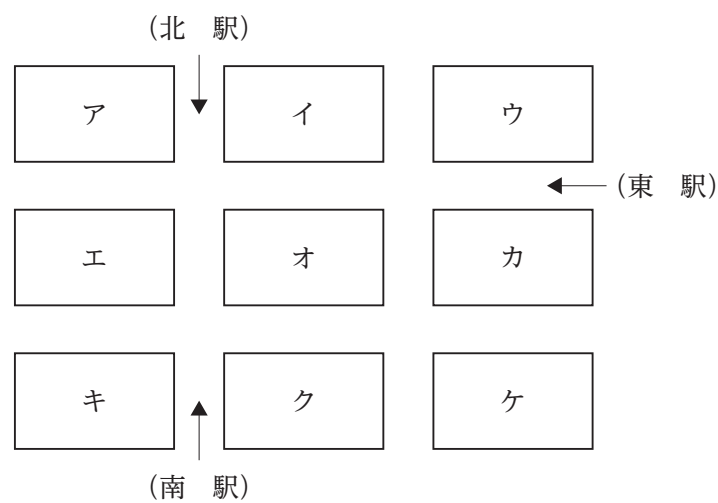 (北　駅)
ア イ ウ
(東　駅)
エ オ カ
キ ク ケ
(南　駅)